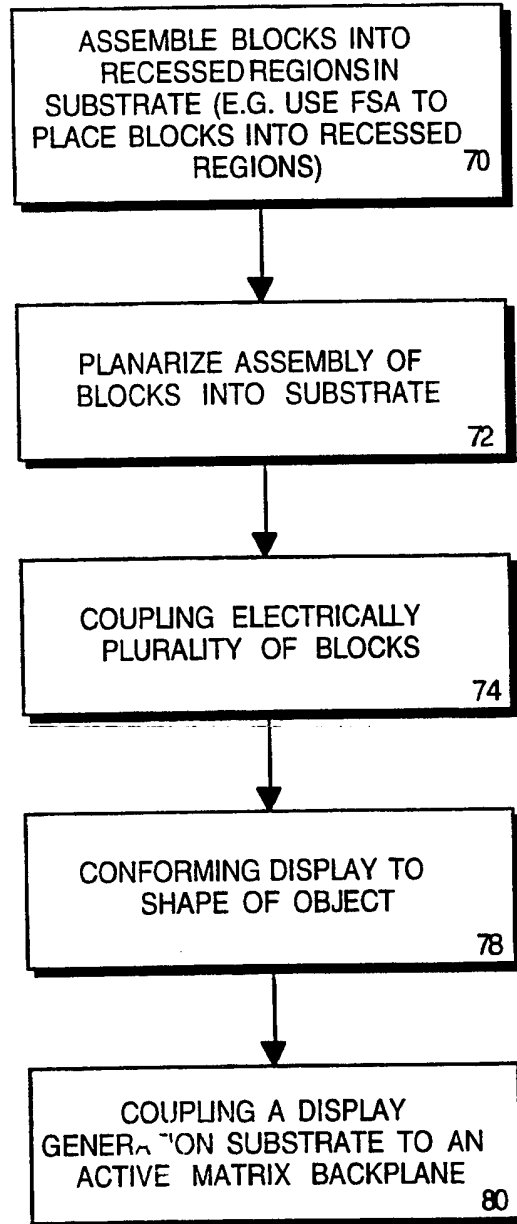 ASSEMBLE BLOCKS INTO
RECESSED REGIONS IN
SUBSTRATE (E.G. USE FSA TO
PLACE BLOCKS INTO RECESSED
REGIONS)
70
PLANARIZE ASSEMBLY OF
BLOCKS INTO SUBSTRATE
72
COUPLING ELECTRICALLY
PLURALITY OF BLOCKS
74
CONFORMING DISPLAY TO
SHAPE OF OBJECT
78
COUPLING A DISPLAY
GENERATION SUBSTRATE TO AN
ACTIVE MATRIX BACKPLANE
80